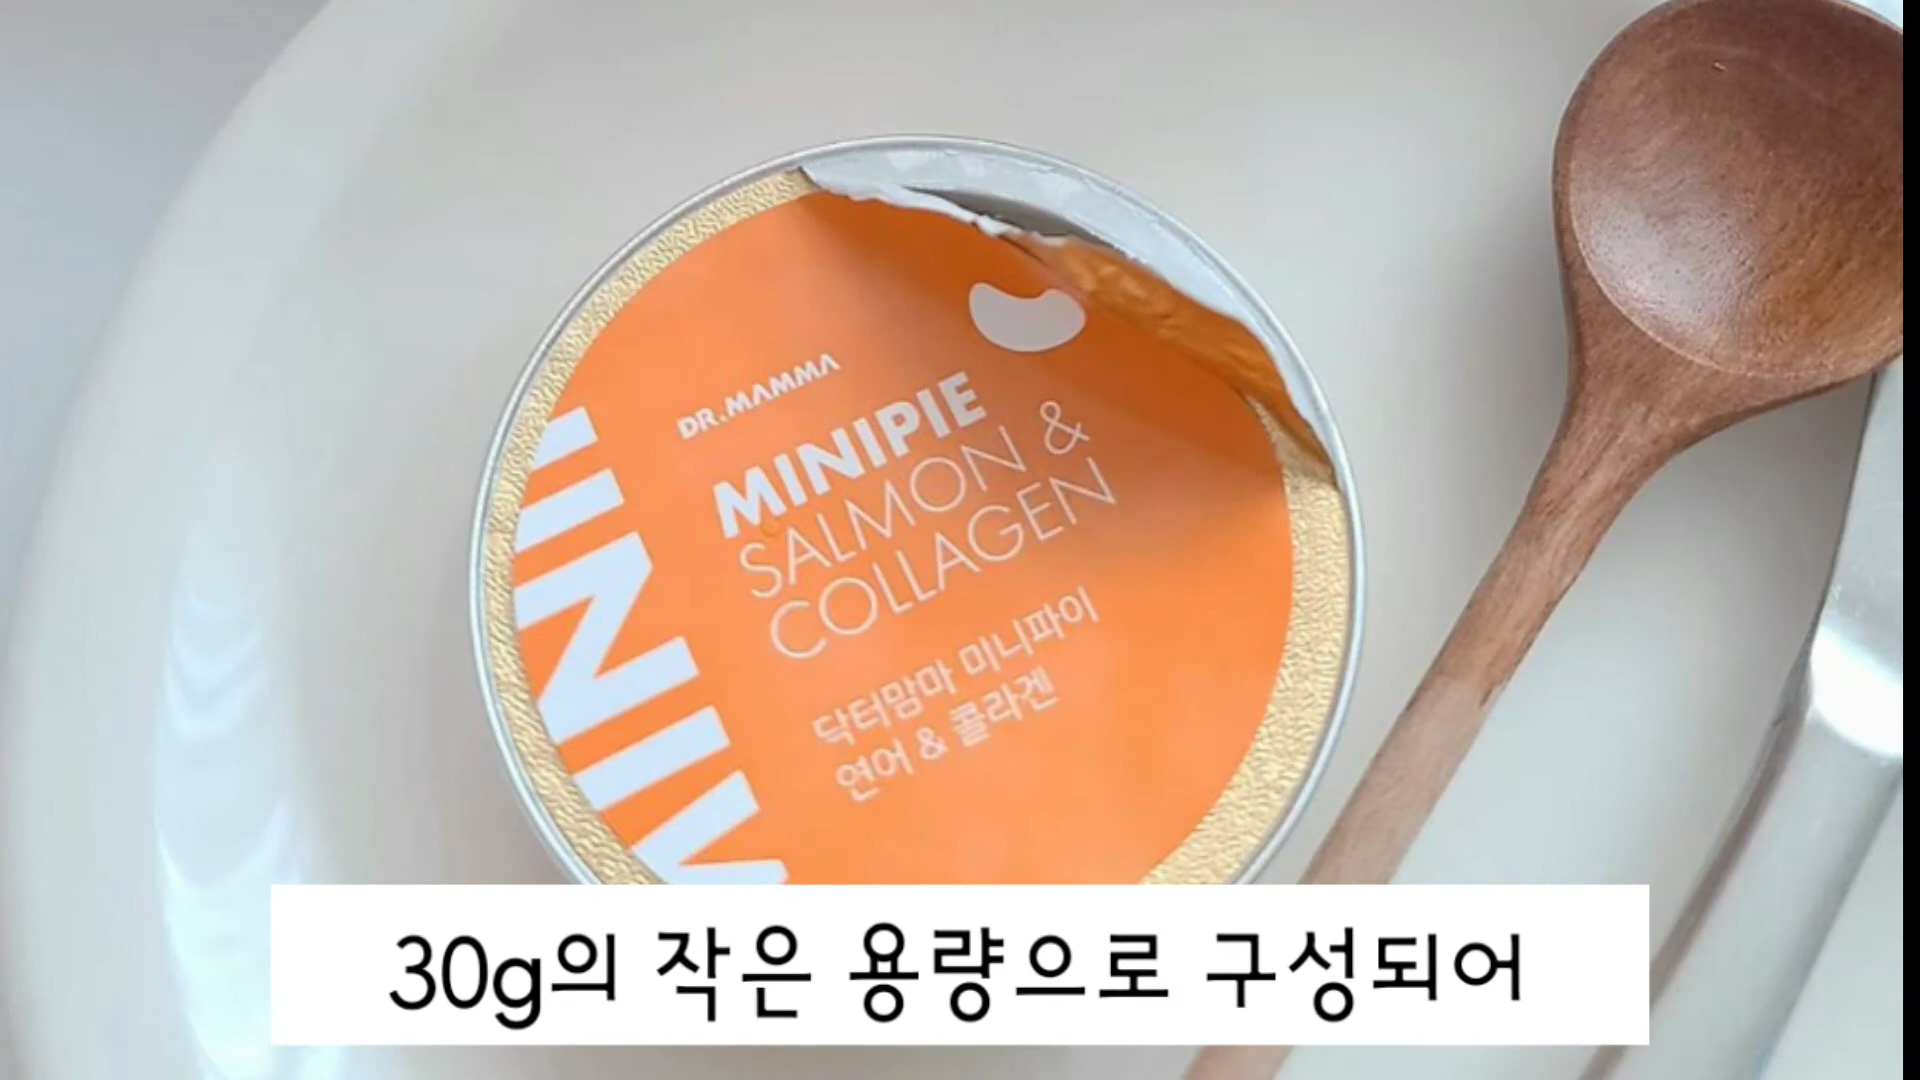 DR.MAMMA
MINIPIE
SALMON &
COLLAGEN
닥터맘마 미니파이
연어 & 콜라겐
MINI
30g의 작은 용량으로 구성되어